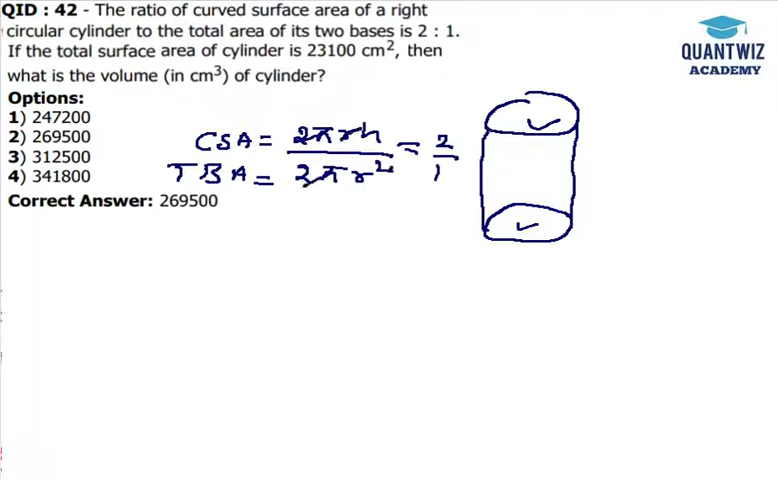 QID : 42 - The ratio of curved surface area of a right
circular cylinder to the total area of its two bases is 2 : 1.
If the total surface area of cylinder is 23100 cm², then
what is the volume (in cm³) of cylinder?
Options:
1) 247200
2) 269500
3) 312500
4) 341800
Correct Answer: 269500
QUANTWIZ
ACADEMY
CSA = 2πrh = 2
TBA = 2πr² 1